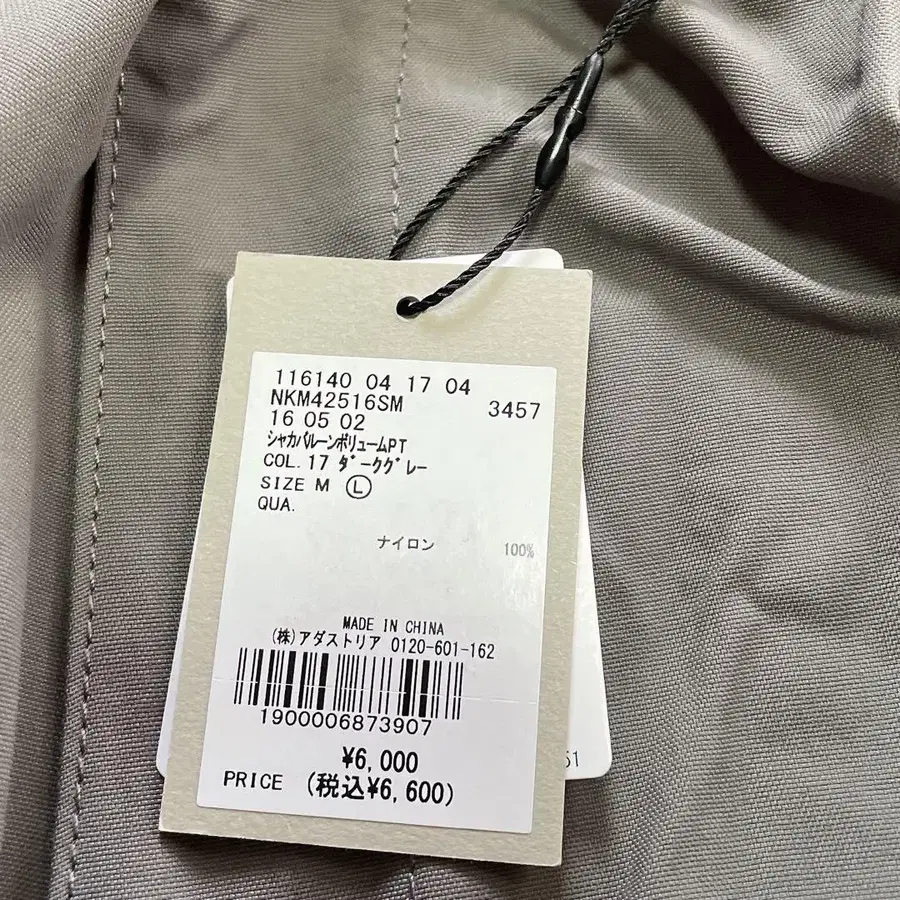 116140 04 17 04
NKM42516SM 3457
16 05 02
シャカバルーンボリュームPT
COL.17 ダークグレー
SIZE M Ⓛ
QUA.
ナイロン 100%
MADE IN CHINA
(株)アダストリア 0120-601-162
1900006873907
¥6,000
PRICE (税込¥6,600)
51